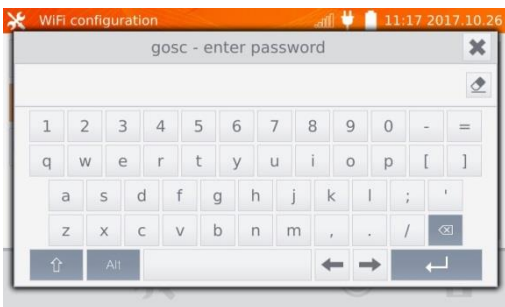 WiFi configuration 11:17 2017.10.26
gosc - enter password
1 2 3 4 5 6 7 8 9 0 - =
q w e r t y u i o p [ ]
a s d f g h j k l ; '
z x c v b n m , . /
Alt